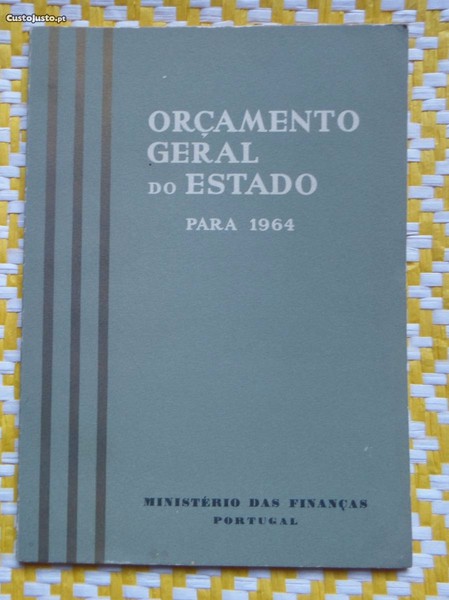 CustoJusto.pt
ORÇAMENTO
GERAL
DO ESTADO
PARA 1964
MINISTÉRIO DAS FINANÇAS
PORTUGAL